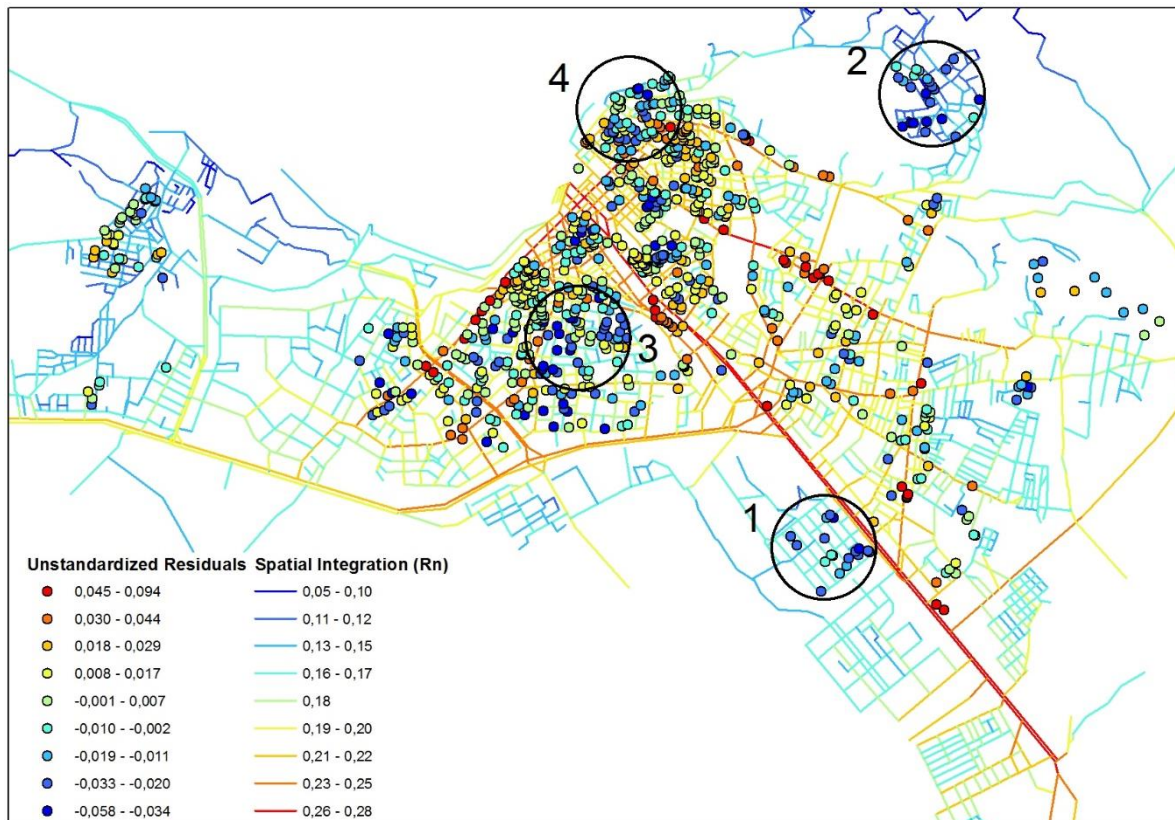 4
2
3
1
Unstandardized Residuals Spatial Integration (Rn)
0,045 - 0,094 0,05 - 0,10
0,030 - 0,044 0,11 - 0,12
0,018 - 0,029 0,13 - 0,15
0,008 - 0,017 0,16 - 0,17
-0,001 - 0,007 0,18
-0,010 - -0,002 0,19 - 0,20
-0,019 - -0,011 0,21 - 0,22
-0,033 - -0,020 0,23 - 0,25
-0,058 - -0,034 0,26 - 0,28